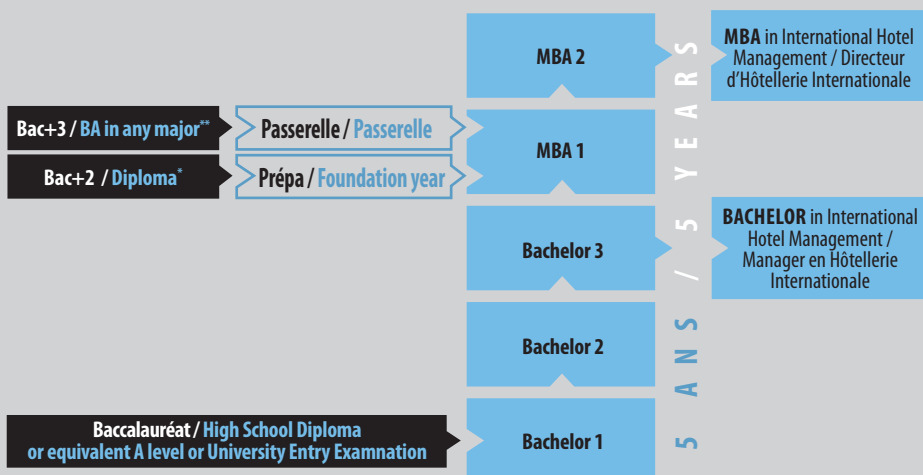 MBA 2
MBA in International Hotel
Management / Directeur
d'Hôtellerie Internationale
Bac+3 / BA in any major**
Passerelle / Passerelle
MBA 1
Bac+2 / Diploma*
Prépa / Foundation year
5 ANS / 5 YEARS
BACHELOR in International
Hotel Management /
Manager en Hôtellerie
Internationale
Bachelor 3
Bachelor 2
Baccalauréat / High School Diploma
or equivalent A level or University Entry Examnation
Bachelor 1